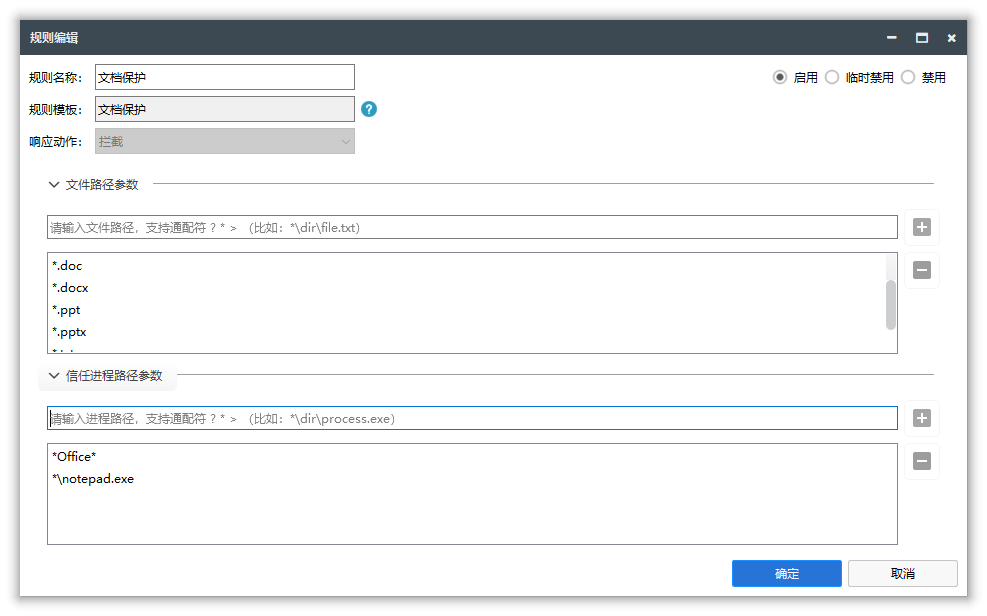 规则编辑
规则名称： 文档保护
启用 临时禁用 禁用
规则模板： 文档保护 ?
响应动作： 拦截
文件路径参数
请输入文件路径，支持通配符 ? * > （比如：*\dir\file.txt）
*.doc
*.docx
*.ppt
*.pptx
信任进程路径参数
请输入进程路径，支持通配符 ? * > （比如：*\dir\process.exe）
*Office*
*\notepad.exe
确定 取消